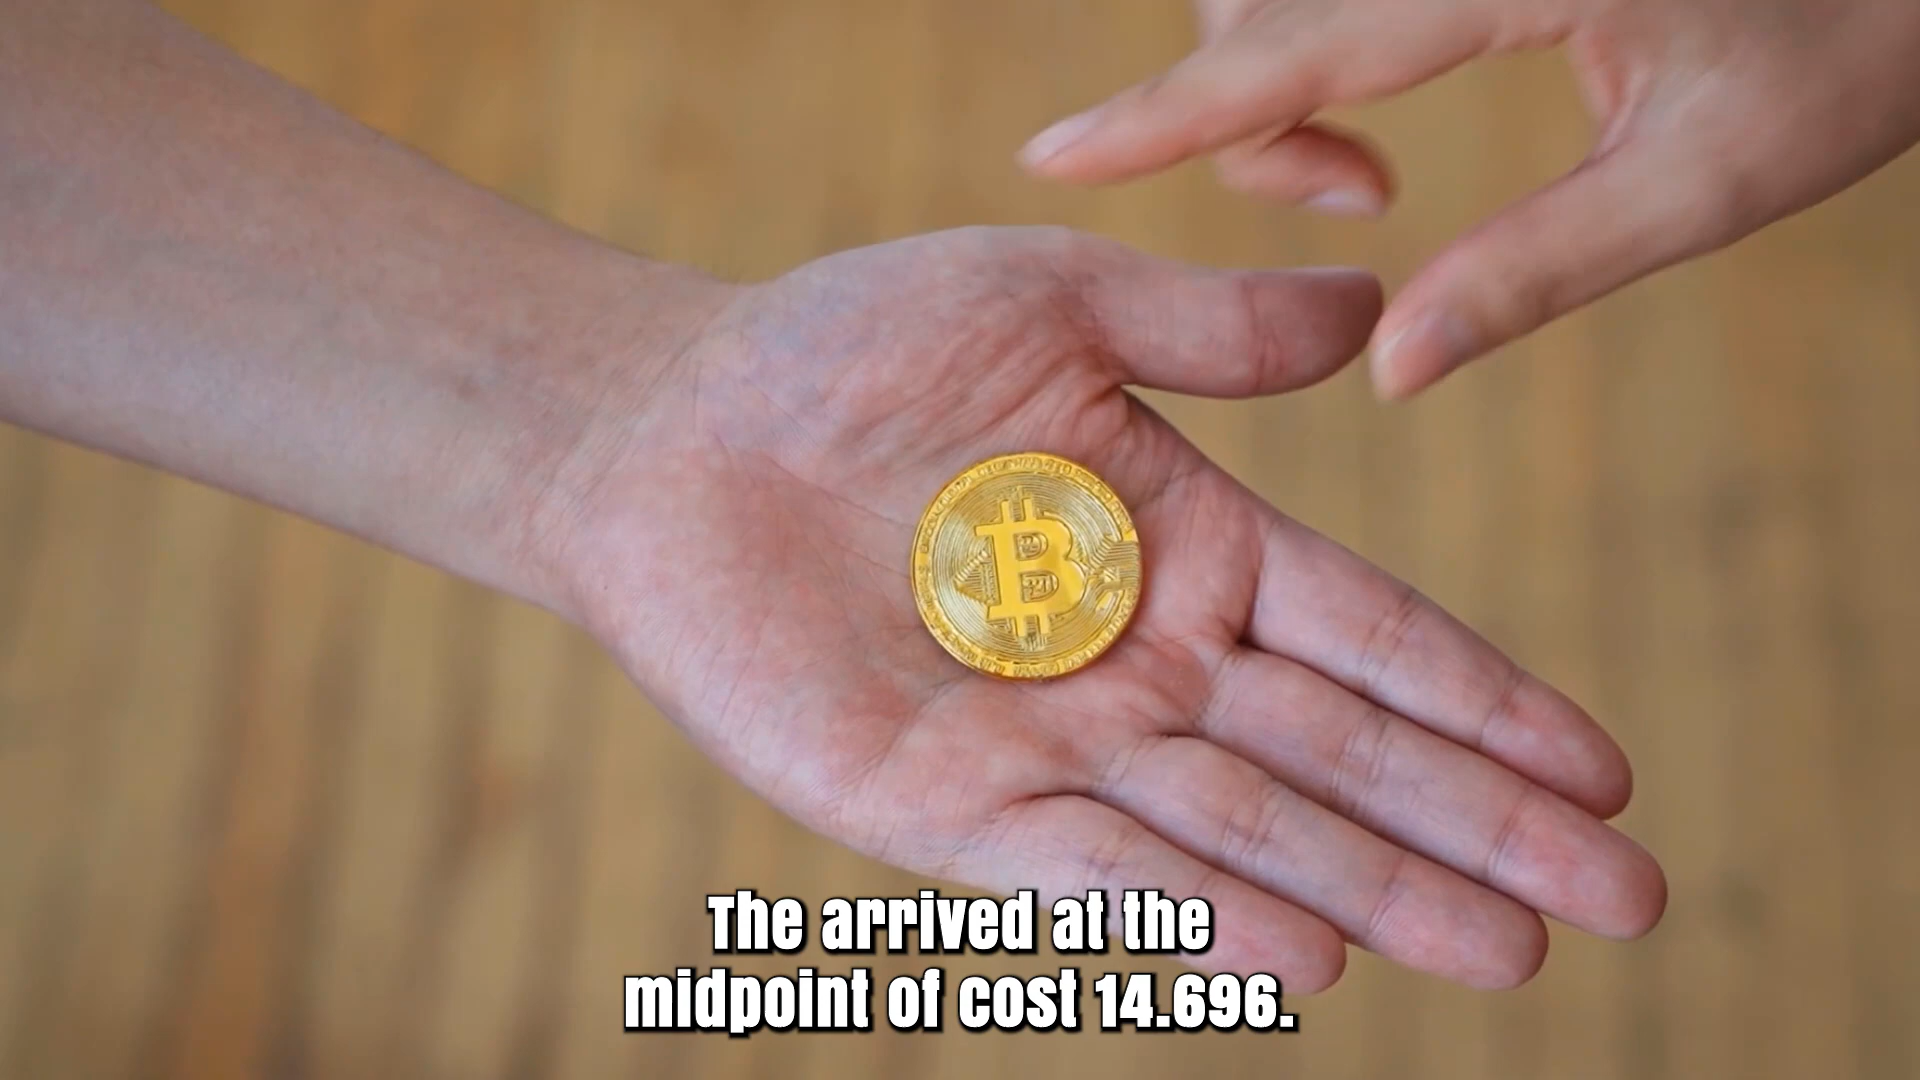 The arrived at the
midpoint of cost 14.696.